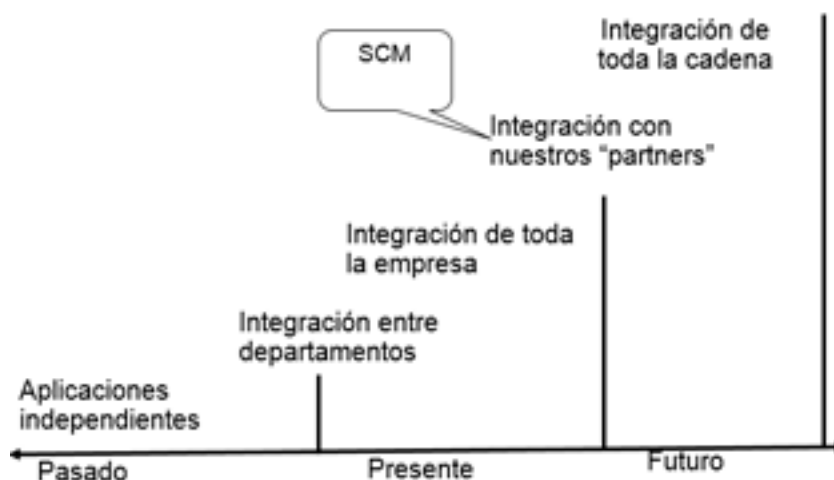 Integración de
toda la cadena
SCM
Integración con
nuestros “partners”
Integración de toda
la empresa
Integración entre
departamentos
Aplicaciones
independientes
Pasado
Presente
Futuro